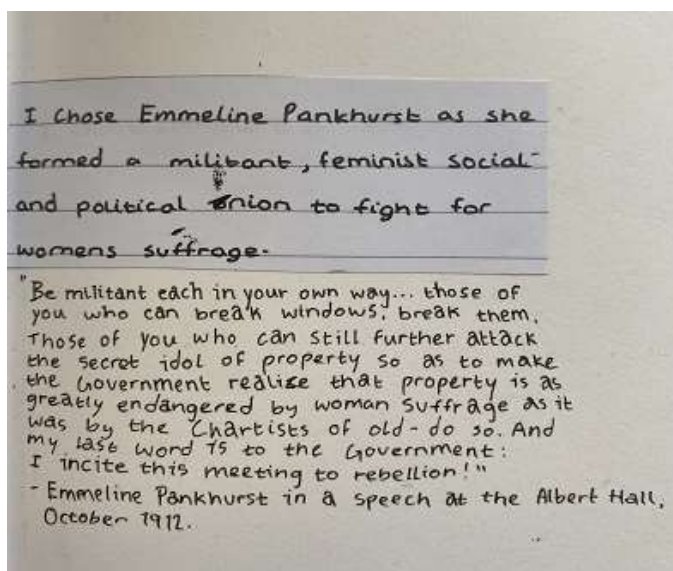 I chose Emmeline Pankhurst as she
formed a militant, feminist social-
and political union to fight for
womens suffrage.
"Be militant each in your own way... those of
you who can break windows, break them.
Those of you who can still further attack
the secret idol of property so as to make
the Government realise that property is as
greatly endangered by woman suffrage as it
was by the Chartists of old - do so. And
my last word is to the Government:
I incite this meeting to rebellion!"
- Emmeline Pankhurst in a speech at the Albert Hall,
October 1912.